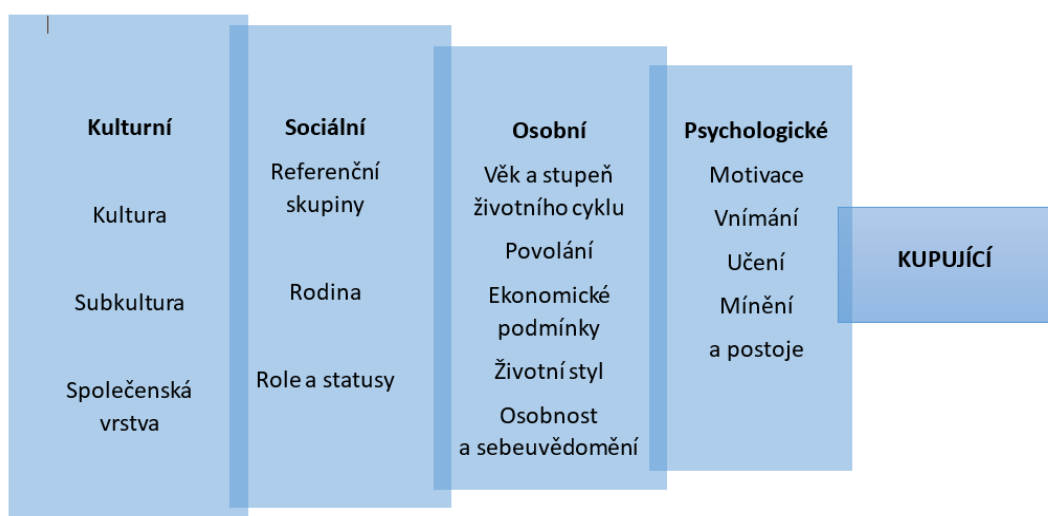 Kulturní
Kultura
Subkultura
Společenská
vrstva
Sociální
Referenční
skupiny
Rodina
Role a statusy
Osobní
Věk a stupeň
životního cyklu
Povolání
Ekonomické
podmínky
Životní styl
Osobnost
a sebeuvědomění
Psychologické
Motivace
Vnímání
Učení
Mínění
a postoje
KUPUJÍCÍ